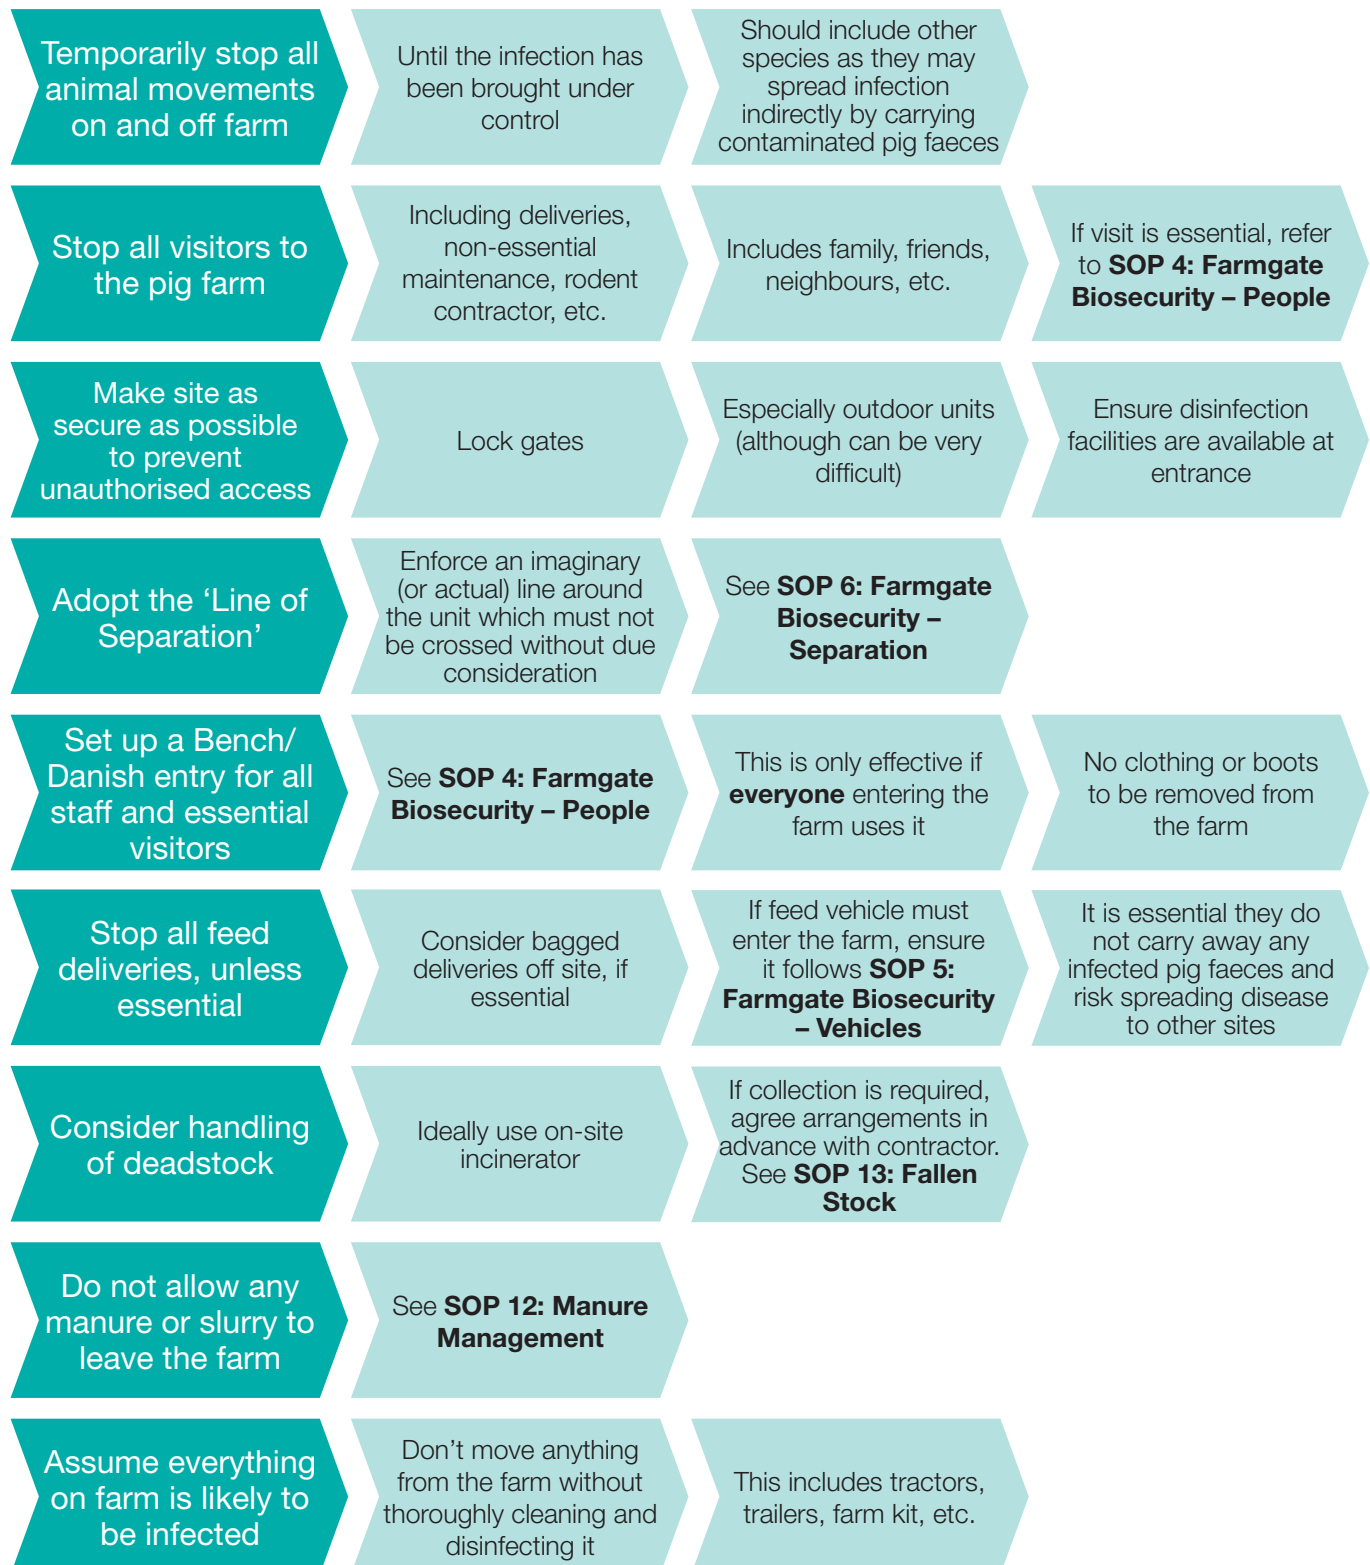 Temporarily stop all
animal movements
on and off farm
Until the infection has
been brought under
control
Should include other
species as they may
spread infection
indirectly by carrying
contaminated pig faeces
Stop all visitors to
the pig farm
Including deliveries,
non-essential
maintenance, rodent
contractor, etc.
Includes family, friends,
neighbours, etc.
If visit is essential, refer
to SOP 4: Farmgate
Biosecurity – People
Make site as
secure as possible
to prevent
unauthorised access
Lock gates
Especially outdoor units
(although can be very
difficult)
Ensure disinfection
facilities are available at
entrance
Adopt the ‘Line of
Separation’
Enforce an imaginary
(or actual) line around
the unit which must not
be crossed without due
consideration
See SOP 6: Farmgate
Biosecurity –
Separation
Set up a Bench/
Danish entry for all
staff and essential
visitors
See SOP 4: Farmgate
Biosecurity – People
This is only effective if
everyone entering the
farm uses it
No clothing or boots
to be removed from
the farm
Stop all feed
deliveries, unless
essential
Consider bagged
deliveries off site, if
essential
If feed vehicle must
enter the farm, ensure
it follows SOP 5:
Farmgate Biosecurity
– Vehicles
It is essential they do
not carry away any
infected pig faeces and
risk spreading disease
to other sites
Consider handling
of deadstock
Ideally use on-site
incinerator
If collection is required,
agree arrangements in
advance with contractor.
See SOP 13: Fallen
Stock
Do not allow any
manure or slurry to
leave the farm
See SOP 12: Manure
Management
Assume everything
on farm is likely to
be infected
Don’t move anything
from the farm without
thoroughly cleaning and
disinfecting it
This includes tractors,
trailers, farm kit, etc.